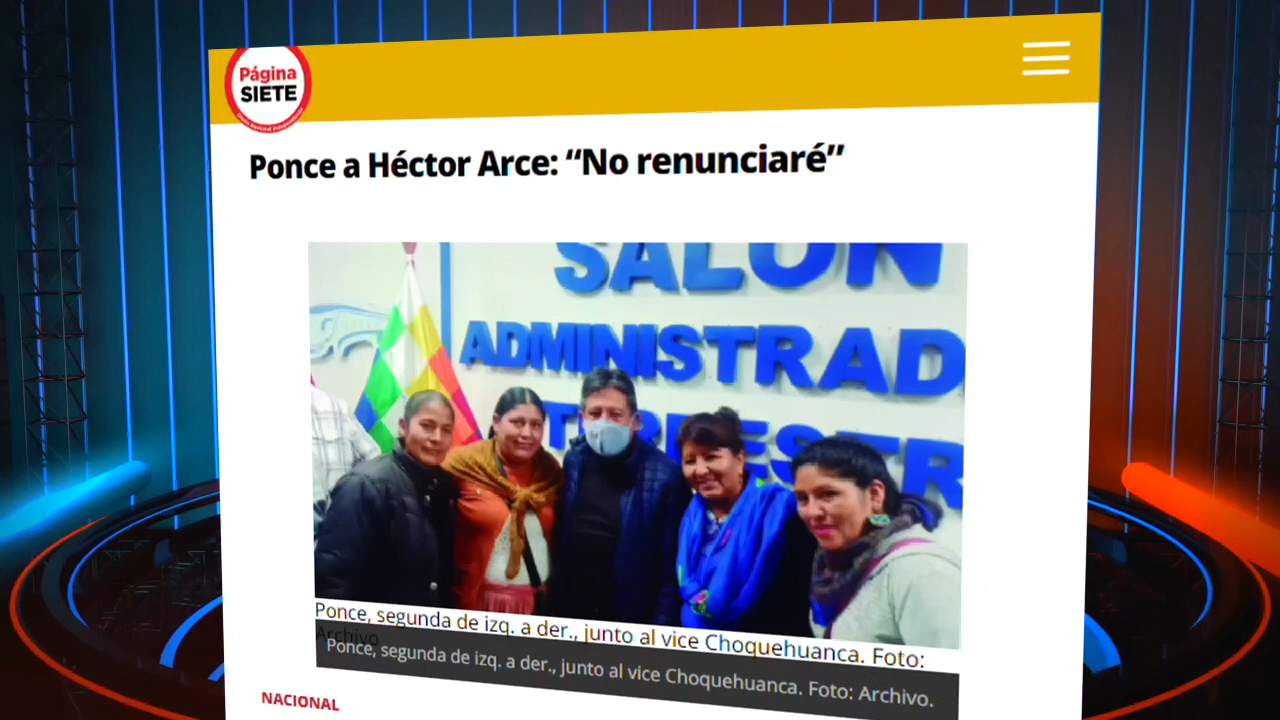 Página
SIETE
Ponce a Héctor Arce: “No renunciaré”
SALÓN
ADMINISTRAD
Ponce, segunda de izq. a der., junto al vice Choquehuanca. Foto:
Archivo
Ponce, segunda de izq. a der., junto al vice Choquehuanca. Foto: Archivo.
NACIONAL